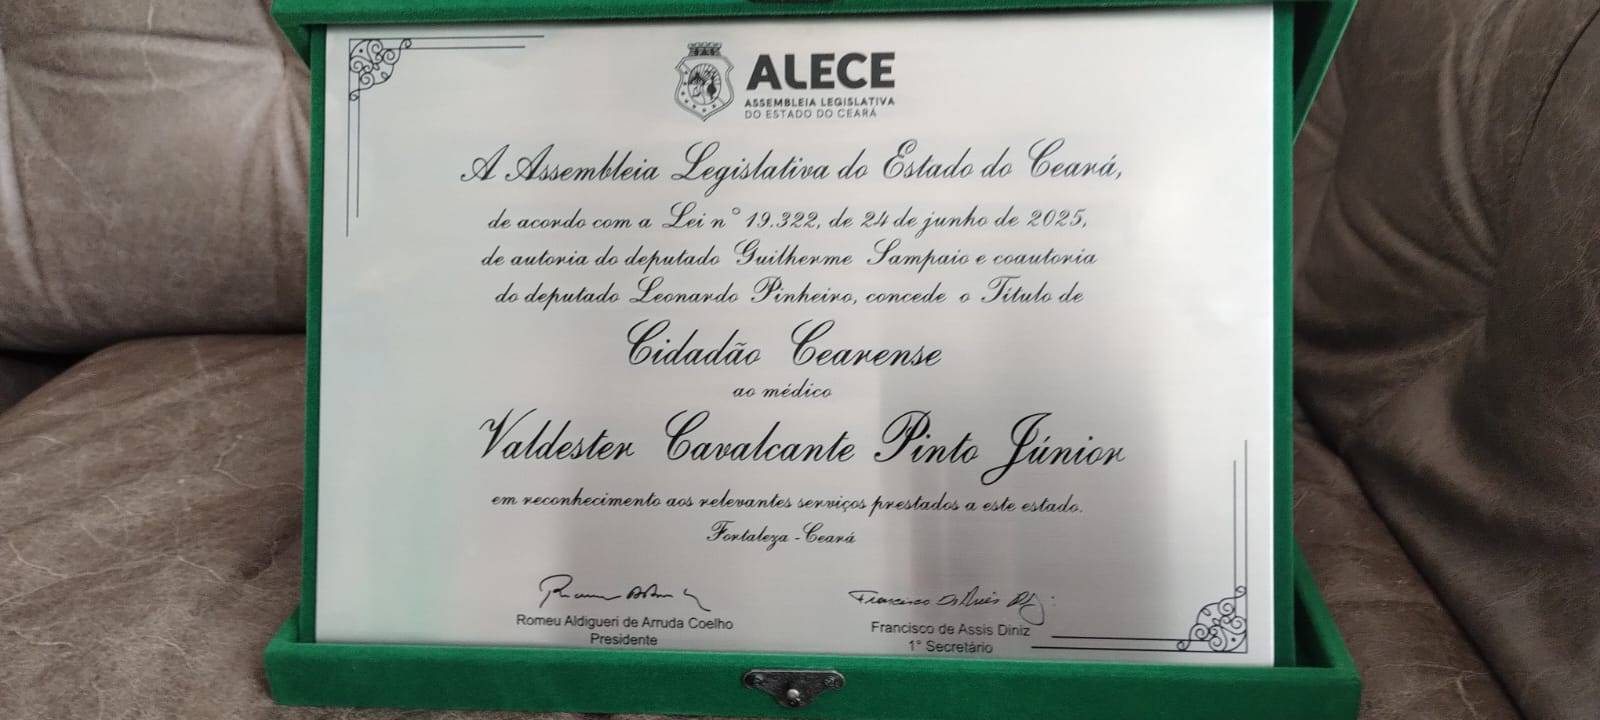 ALECE
ASSEMBLEIA LEGISLATIVA
DO ESTADO DO CEARÁ
A Assembleia Legislativa do Estado do Ceará,
de acordo com a Lei nº 19.322, de 24 de junho de 2025,
de autoria do deputado Guilherme Sampaio e coautoria
do deputado Leonardo Pinheiro, concede o Título de
Cidadão Cearense
ao médico
Valdester Cavalcante Pinto Júnior
em reconhecimento aos relevantes serviços prestados a este estado.
Fortaleza - Ceará
Romeu Aldigueri de Arruda Coelho
Presidente
Francisco de Assis Diniz
1° Secretário